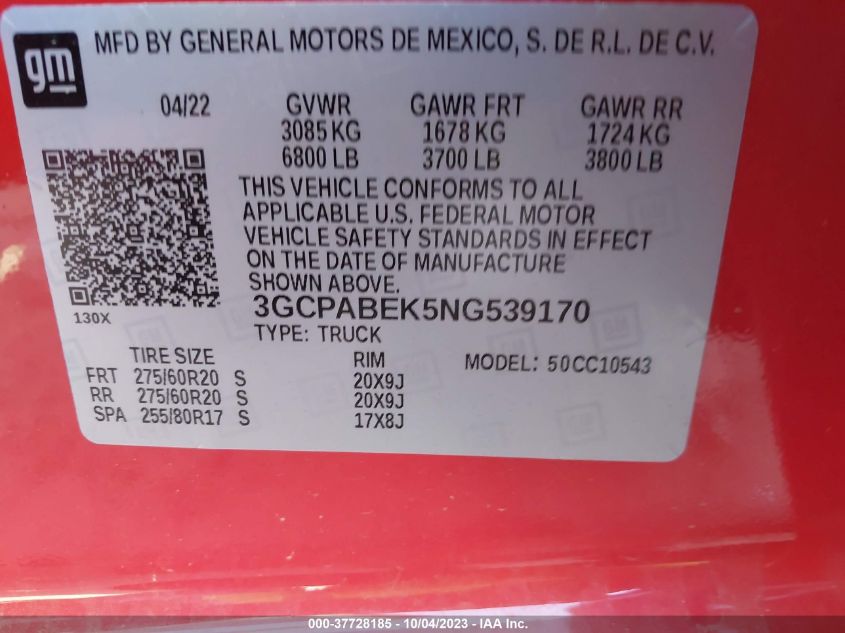 gm
MFD BY GENERAL MOTORS DE MEXICO, S. DE R.L. DE C.V.
04/22 GVWR GAWR FRT GAWR RR
3085 KG 1678 KG 1724 KG
6800 LB 3700 LB 3800 LB
THIS VEHICLE CONFORMS TO ALL
APPLICABLE U.S. FEDERAL MOTOR
VEHICLE SAFETY STANDARDS IN EFFECT
ON THE DATE OF MANUFACTURE
SHOWN ABOVE.
130X
3GCPABEK5NG539170
TYPE: TRUCK
TIRE SIZE RIM MODEL: 50CC10543
FRT 275/60R20 S 20X9J
RR 275/60R20 S 20X9J
SPA 255/80R17 S 17X8J
000-37728185 - 10/04/2023 - IAA Inc.